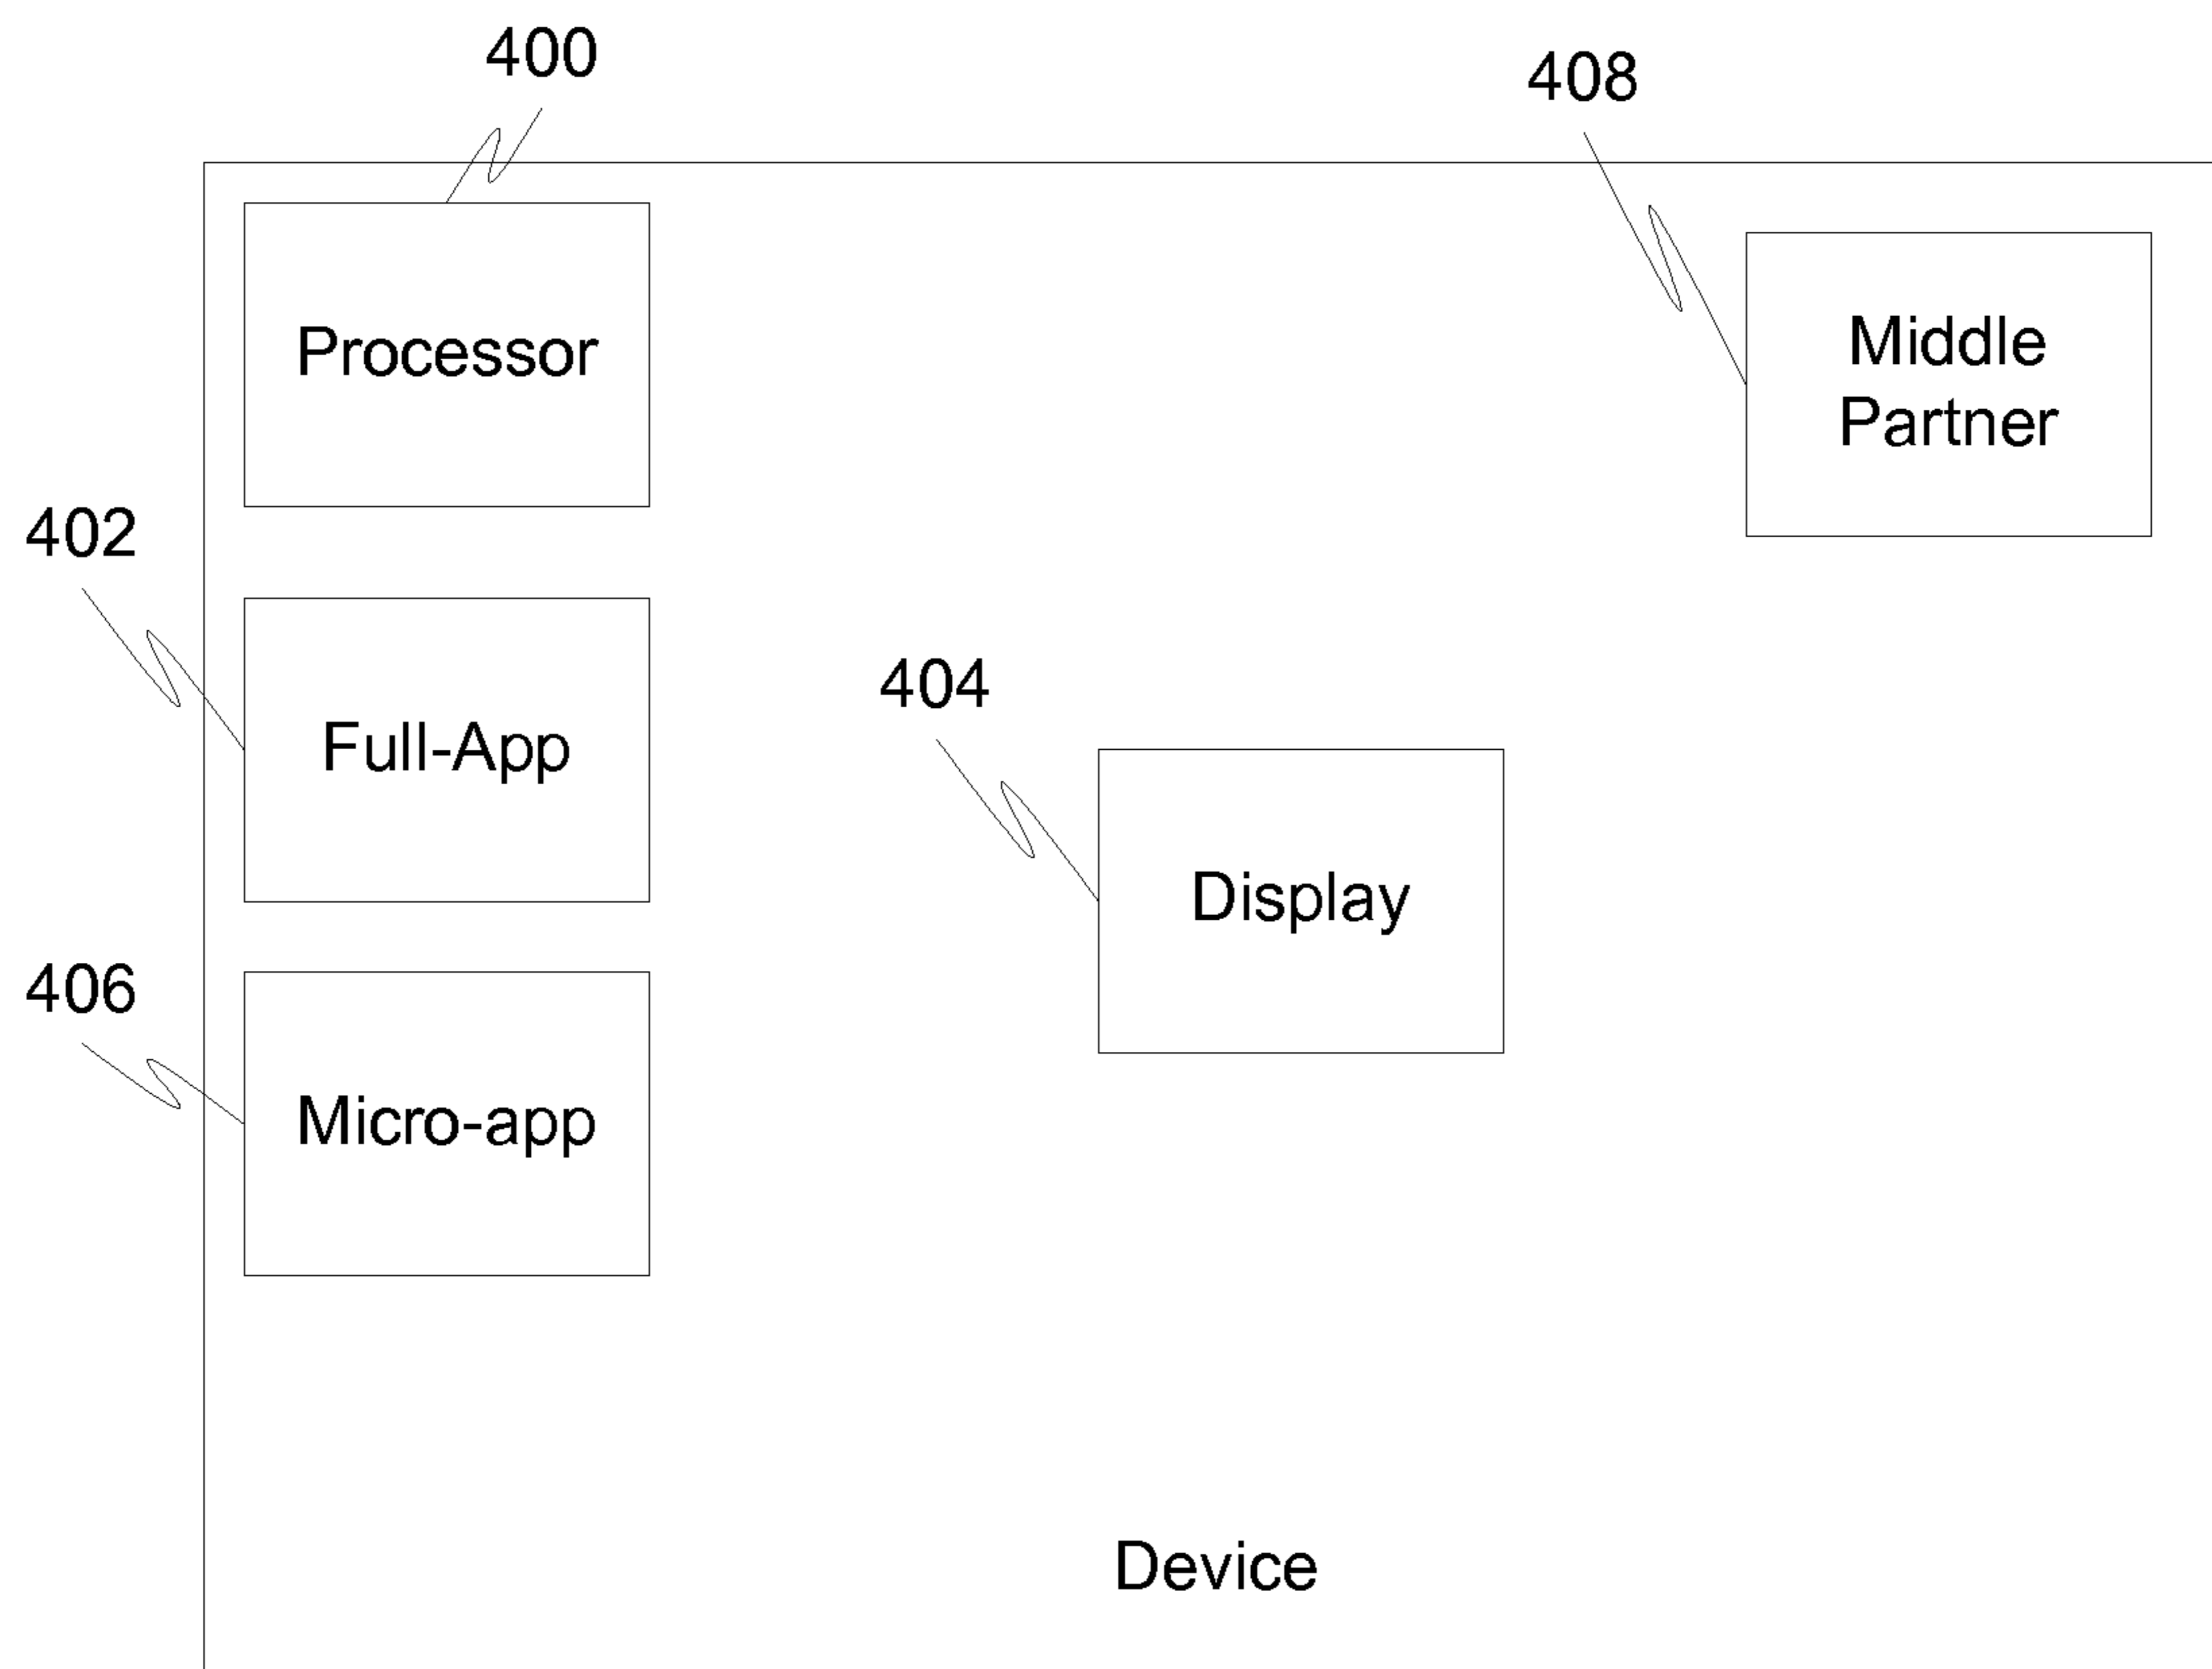 400
408
Processor
Middle
Partner
402
Full-App
404
Display
406
Micro-app
Device